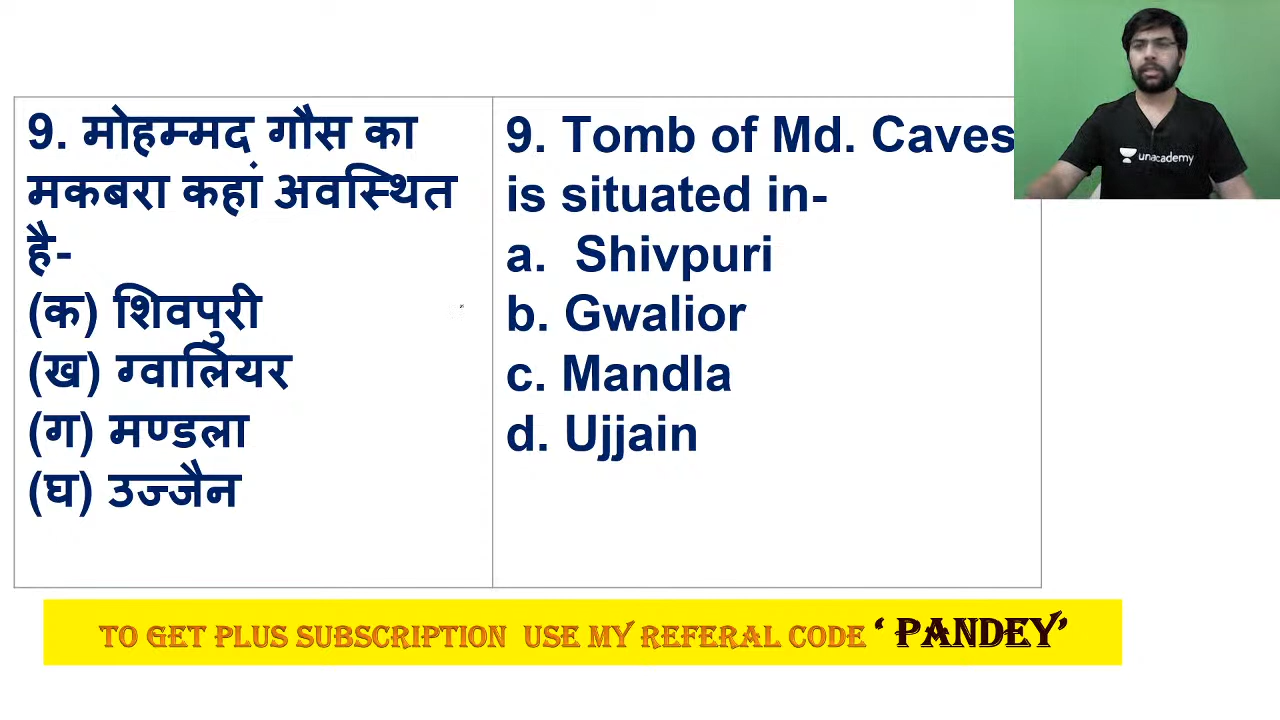 9. मोहम्मद गौस का
मकबरा कहां अवस्थित
है-
(क) शिवपुरी
(ख) ग्वालियर
(ग) मण्डला
(घ) उज्जैन
9. Tomb of Md. Caves
is situated in-
a. Shivpuri
b. Gwalior
c. Mandla
d. Ujjain
unacademy
TO GET PLUS SUBSCRIPTION USE MY REFERAL CODE ‘ PANDEY’